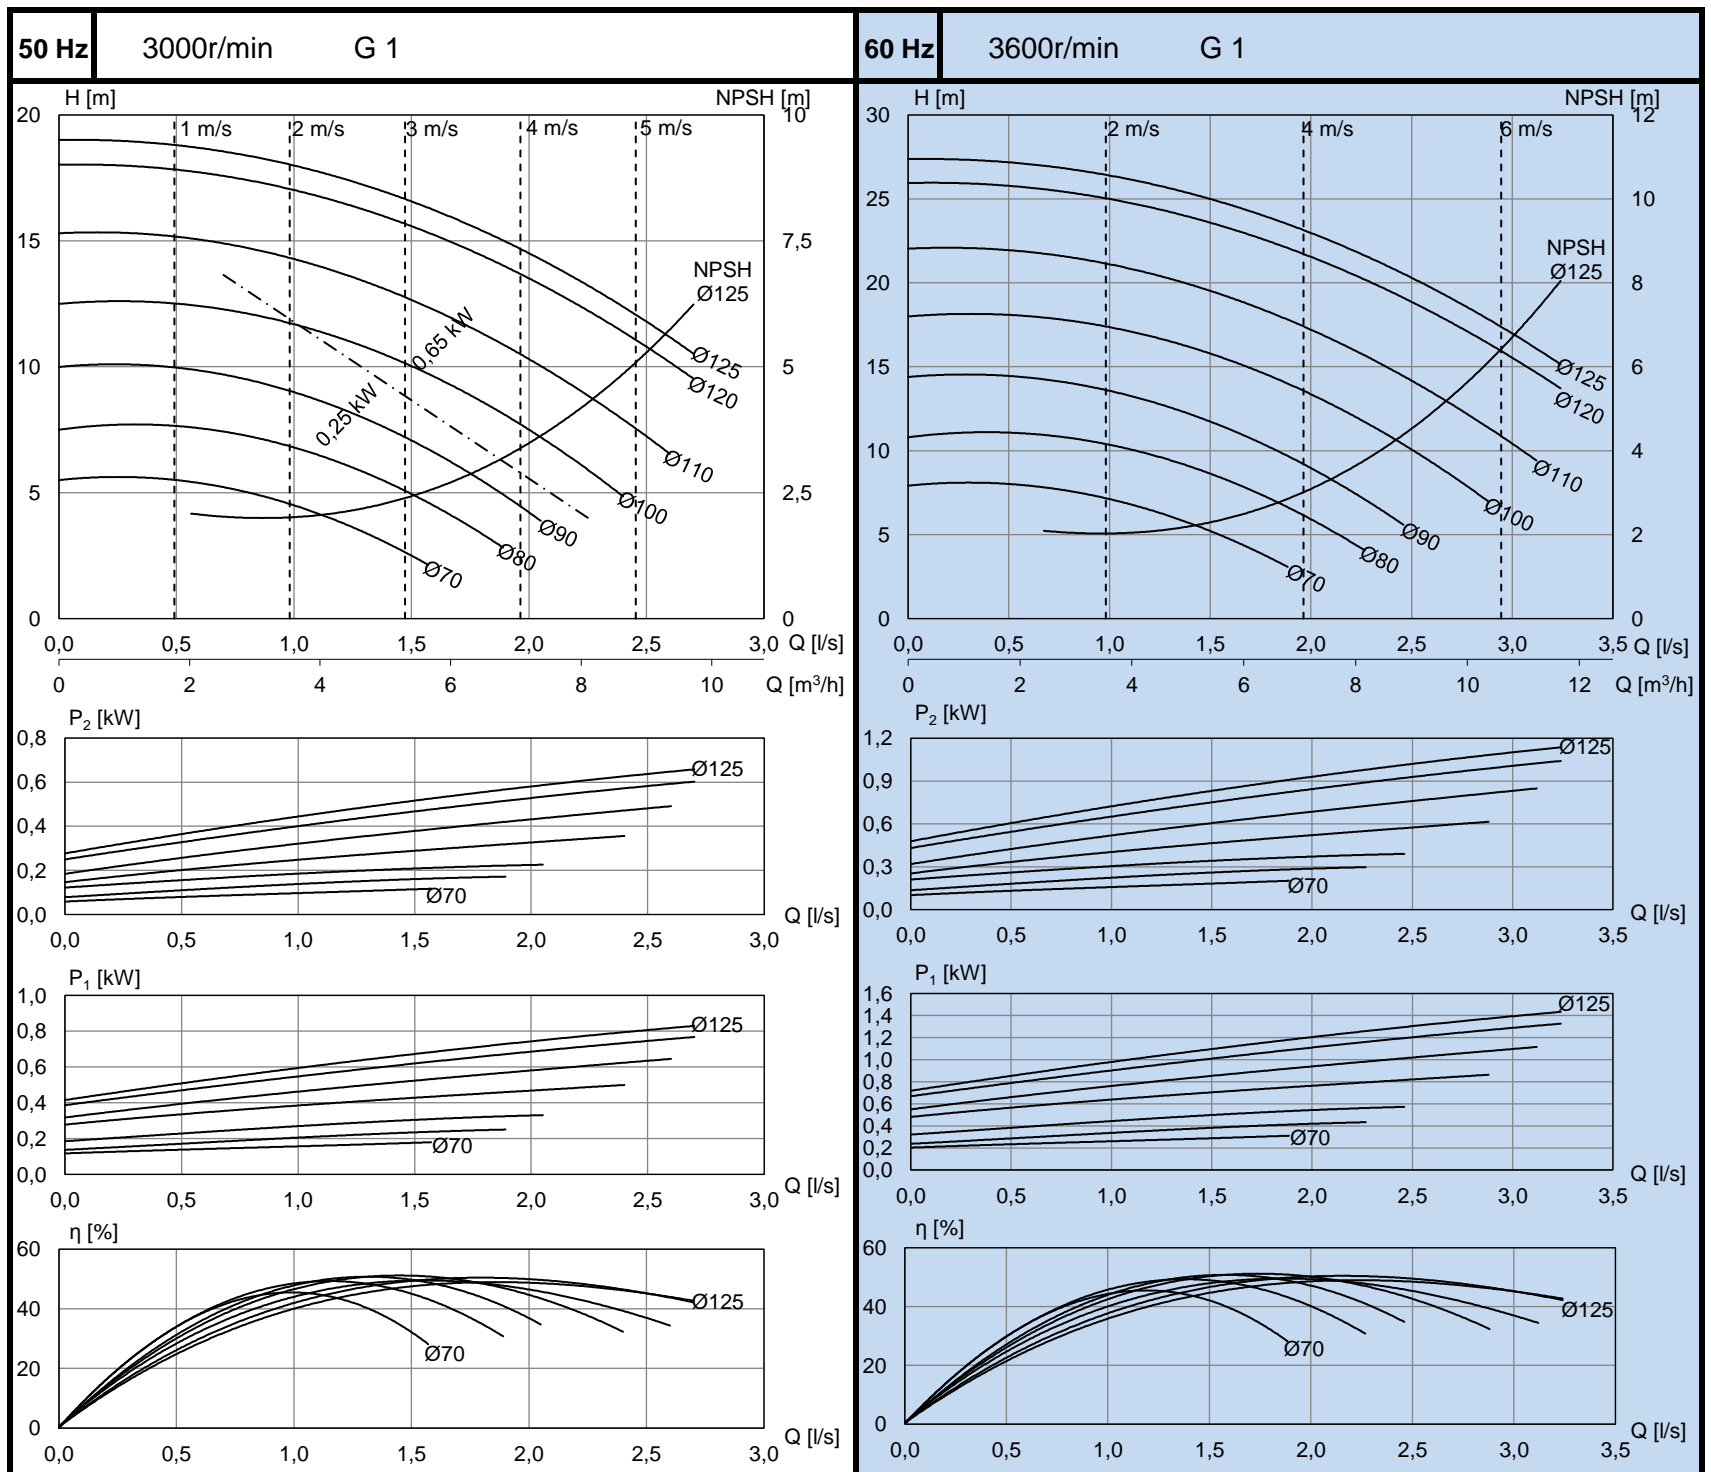 50 Hz 3000r/min G 1
H [m] NPSH [m]
20 10
1 m/s 2 m/s 3 m/s 4 m/s 5 m/s
15 7,5
NPSH
Ø125
0,65 kW
10 5
Ø125
Ø120
0,25 kW
Ø110
5 2,5
Ø100
Ø90
Ø80
Ø70
0 0
0,0 0,5 1,0 1,5 2,0 2,5 3,0 Q [l/s]
0 2 4 6 8 10 Q [m³/h]
P2 [kW]
0,8
Ø125
0,6
0,4
0,2
Ø70
0,0 Q [l/s]
0,0 0,5 1,0 1,5 2,0 2,5 3,0
P1 [kW]
1,0
Ø125
0,8
0,6
0,4
0,2
Ø70
0,0 Q [l/s]
0,0 0,5 1,0 1,5 2,0 2,5 3,0
η [%]
60
40 Ø125
Ø70
20
0 Q [l/s]
0,0 0,5 1,0 1,5 2,0 2,5 3,0
60 Hz 3600r/min G 1
H [m] NPSH [m]
30 12
2 m/s 4 m/s 6 m/s
25 10
NPSH
Ø125
20 8
15 6
Ø125
Ø120
10 4
Ø110
Ø100
Ø90
5 2
Ø80
Ø70
0 0
0,0 0,5 1,0 1,5 2,0 2,5 3,0 3,5 Q [l/s]
0 2 4 6 8 10 12 Q [m³/h]
P2 [kW]
1,2
Ø125
0,9
0,6
0,3
Ø70
0,0 Q [l/s]
0,0 0,5 1,0 1,5 2,0 2,5 3,0 3,5
P1 [kW]
1,6
Ø125
1,4
1,2
1,0
0,8
0,6
0,4
Ø70
0,2
0,0 Q [l/s]
0,0 0,5 1,0 1,5 2,0 2,5 3,0 3,5
η [%]
60
40 Ø125
Ø70
20
0 Q [l/s]
0,0 0,5 1,0 1,5 2,0 2,5 3,0 3,5